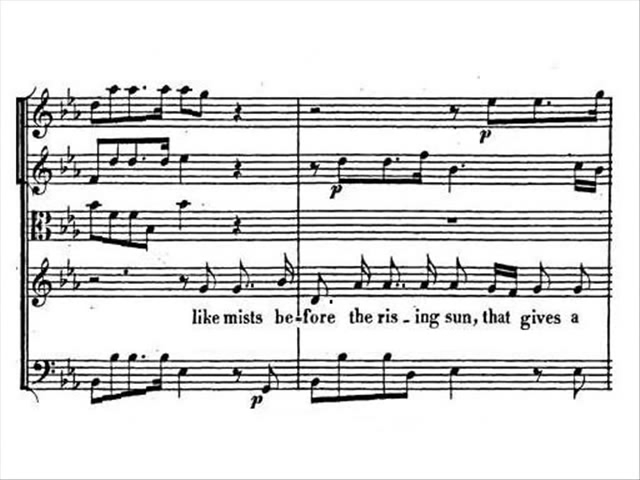 p
p
like mists be-fore the ris-ing sun, that gives a
p